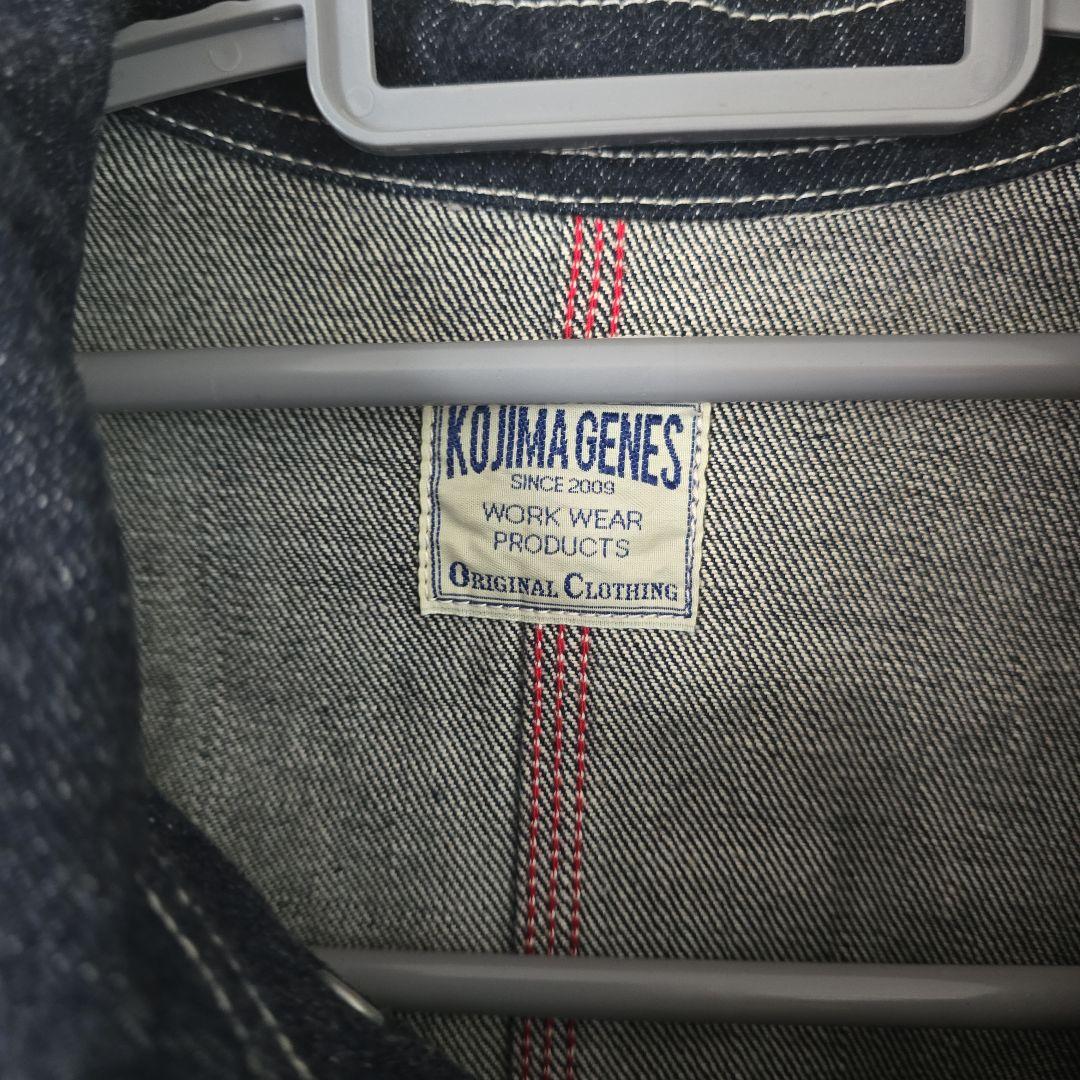 KOJIMA GENES
SINCE 2009
WORK WEAR
PRODUCTS
ORIGINAL CLOTHING